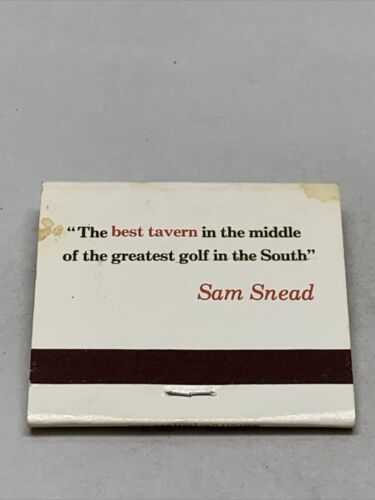 “The best tavern in the middle
of the greatest golf in the South”
Sam Snead